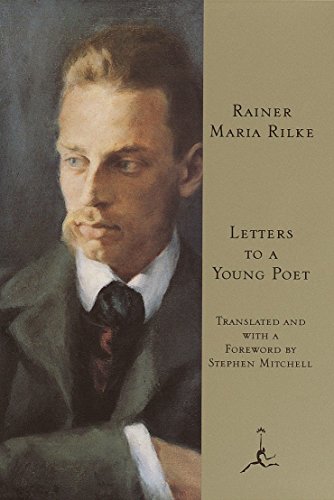 RAINER
MARIA RILKE
LETTERS
TO A
YOUNG POET
TRANSLATED AND
WITH A
FOREWORD BY
STEPHEN MITCHELL